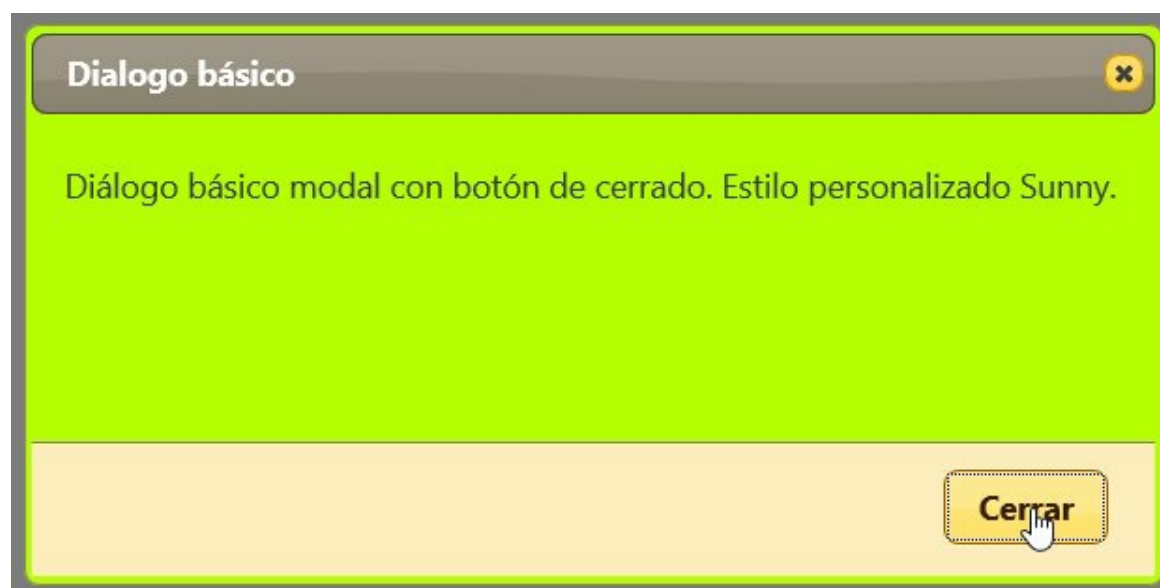 Dialogo básico
Diálogo básico modal con botón de cerrado. Estilo personalizado Sunny.
Cerrar